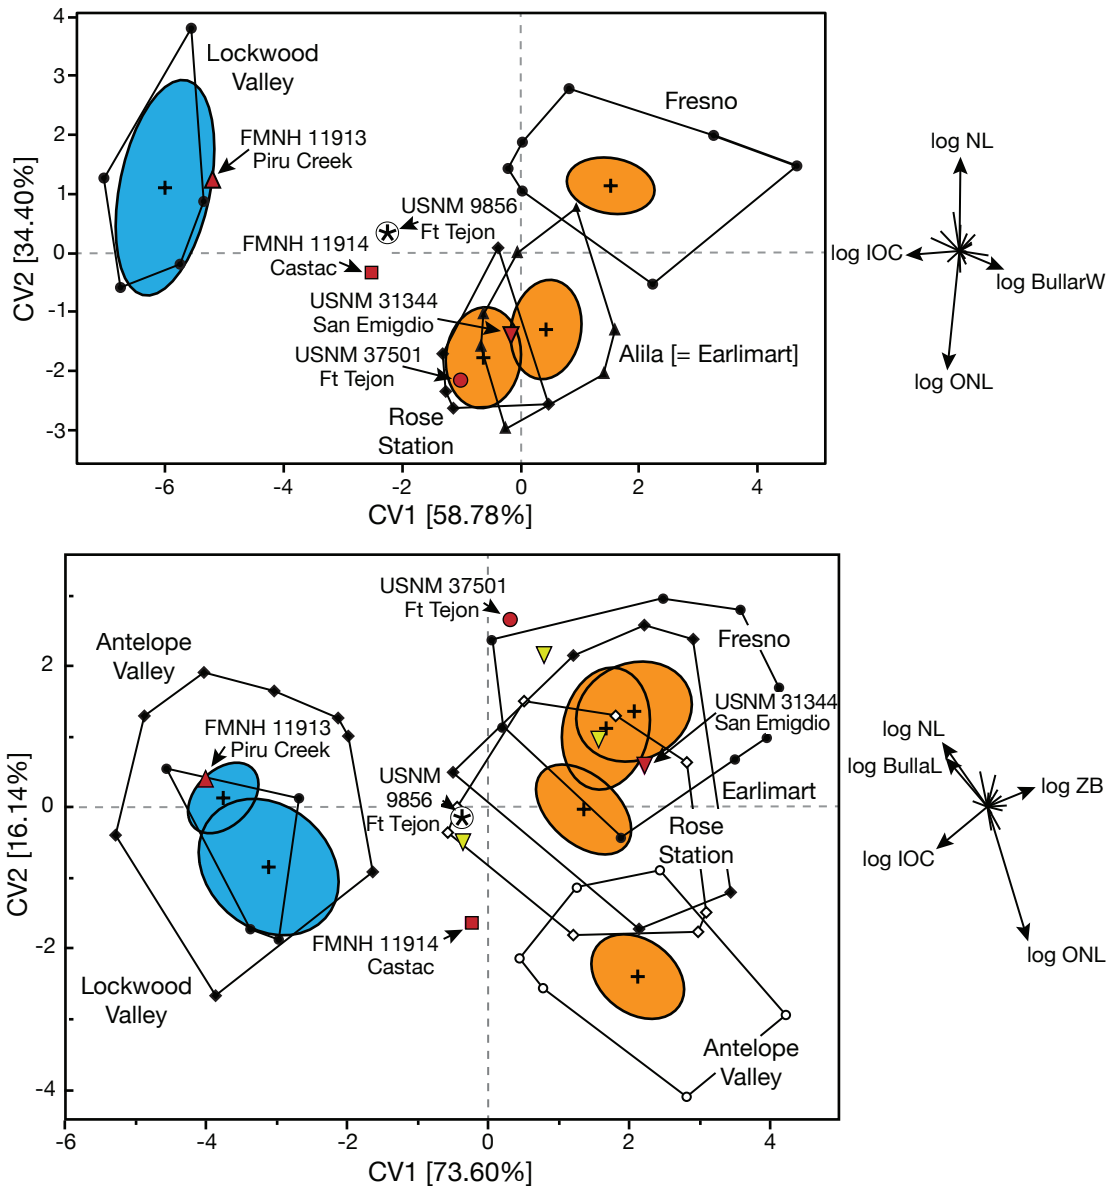 4
3
2
1
0
-1
-2
-3
CV2 [34.40%]
Lockwood
Valley
FMNH 11913
Piru Creek
USNM 9856
Ft Tejon
FMNH 11914
Castac
USNM 31344
San Emigdio
USNM 37501
Ft Tejon
Rose
Station
Fresno
Alila [= Earlimart]
-6
-4
-2
0
2
4
CV1 [58.78%]
log NL
log IOC
log BullarW
log ONL
2
0
-2
-4
CV2 [16.14%]
USNM 37501
Ft Tejon
Antelope
Valley
FMNH 11913
Piru Creek
USNM
9856
Ft Tejon
Fresno
USNM 31344
San Emigdio
Earlimart
Rose
Station
FMNH 11914
Castac
Lockwood
Valley
Antelope
Valley
-6
-4
-2
0
2
4
CV1 [73.60%]
log NL
log BullaL
log ZB
log IOC
log ONL